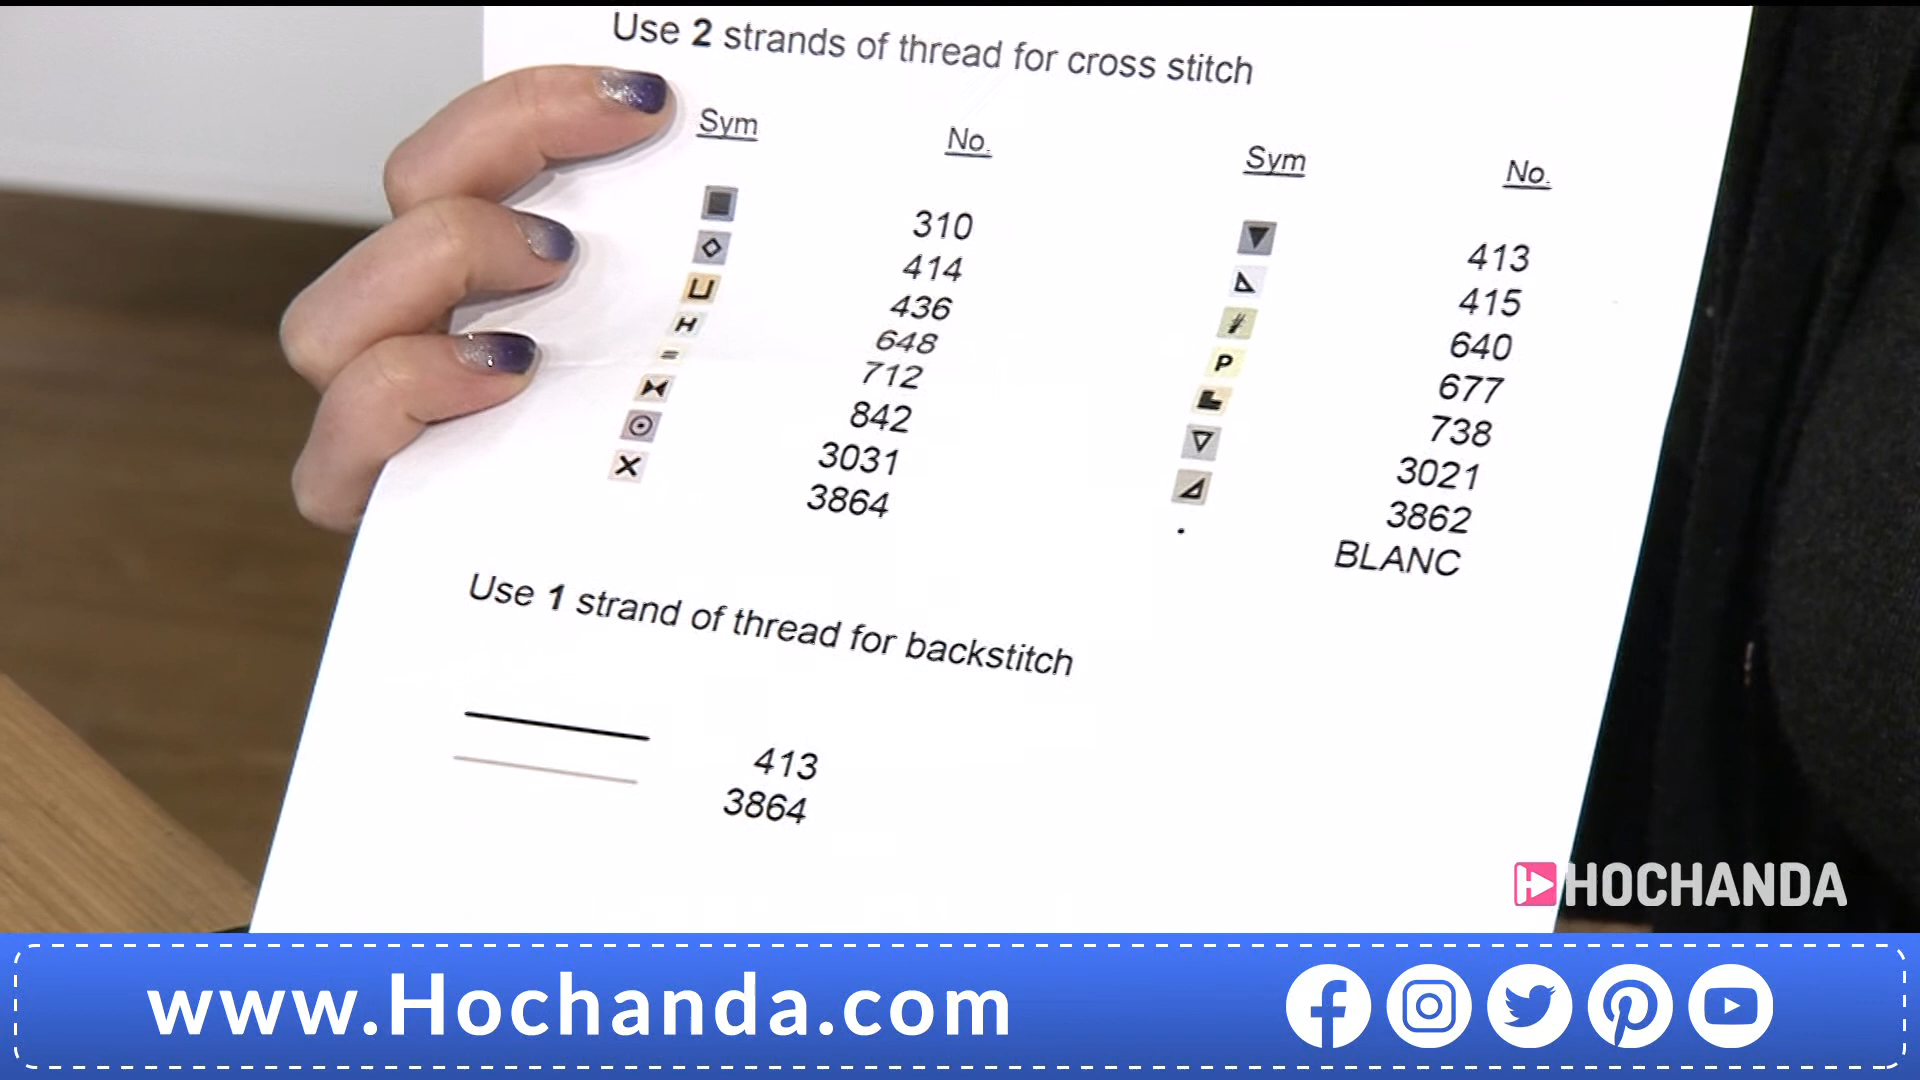 Use 2 strands of thread for cross stitch
Sym No. Sym No.
310 413
414 415
436 640
H 648 P 677
= 712 738
842 3021
3031 3862
X 3864 BLANC
Use 1 strand of thread for backstitch
413
3864
HOCHANDA
www.Hochanda.com